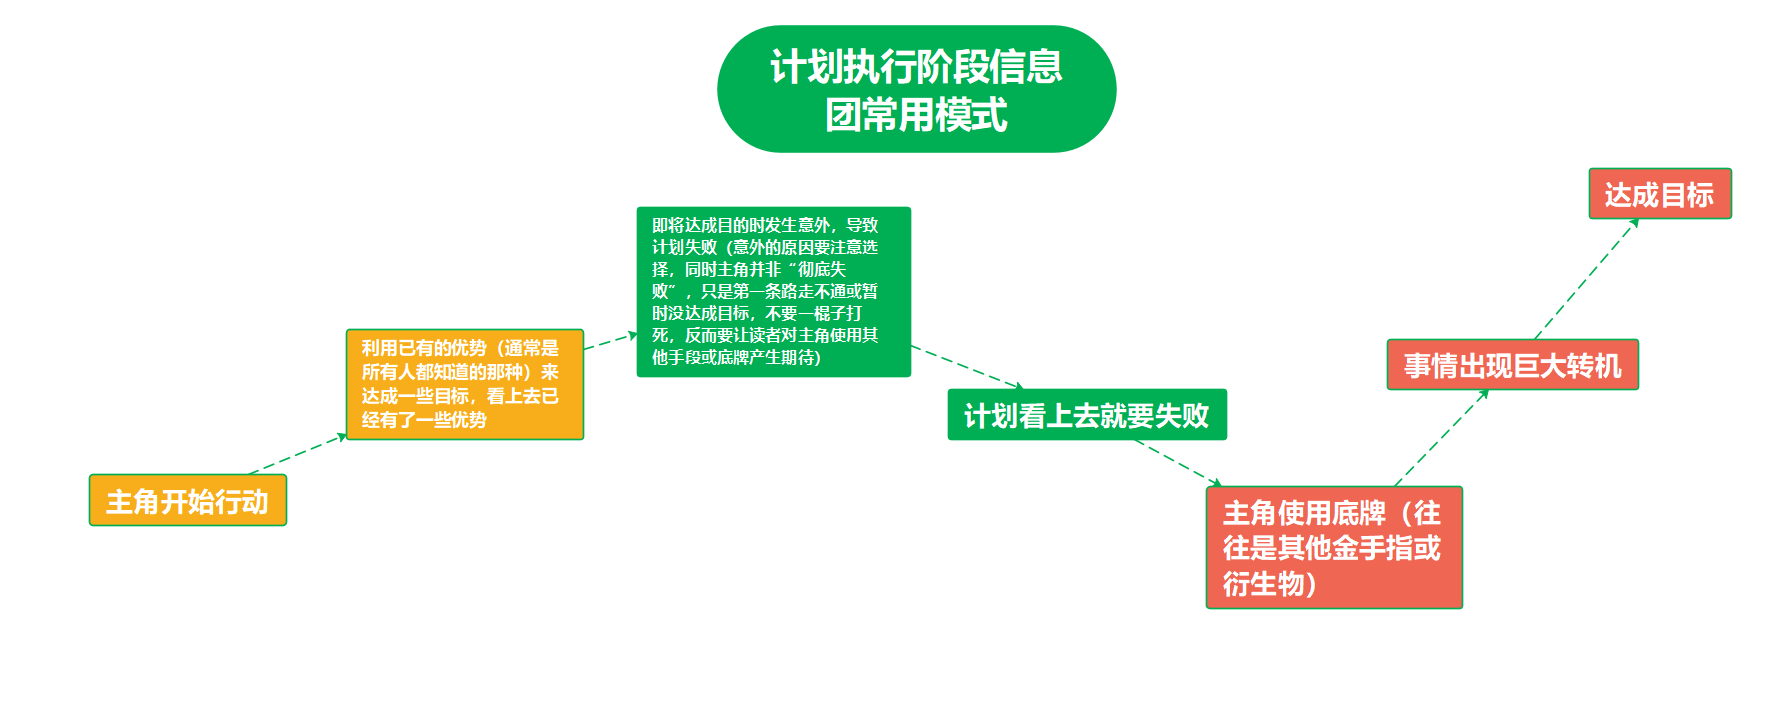 计划执行阶段信息
团常用模式
主角开始行动
利用已有的优势（通常是
所有人都知道的那种）来
达成一些目标，看上去已
经有了一些优势
即将达成目的时发生意外，导致
计划失败（意外的原因要注意选
择，同时主角并非“彻底失
败”，只是第一条路走不通或暂
时没达成目标，不要一棍子打
死，反而要让读者对主角使用其
他手段或底牌产生期待）
计划看上去就要失败
主角使用底牌（往
往是其他金手指或
衍生物）
事情出现巨大转机
达成目标